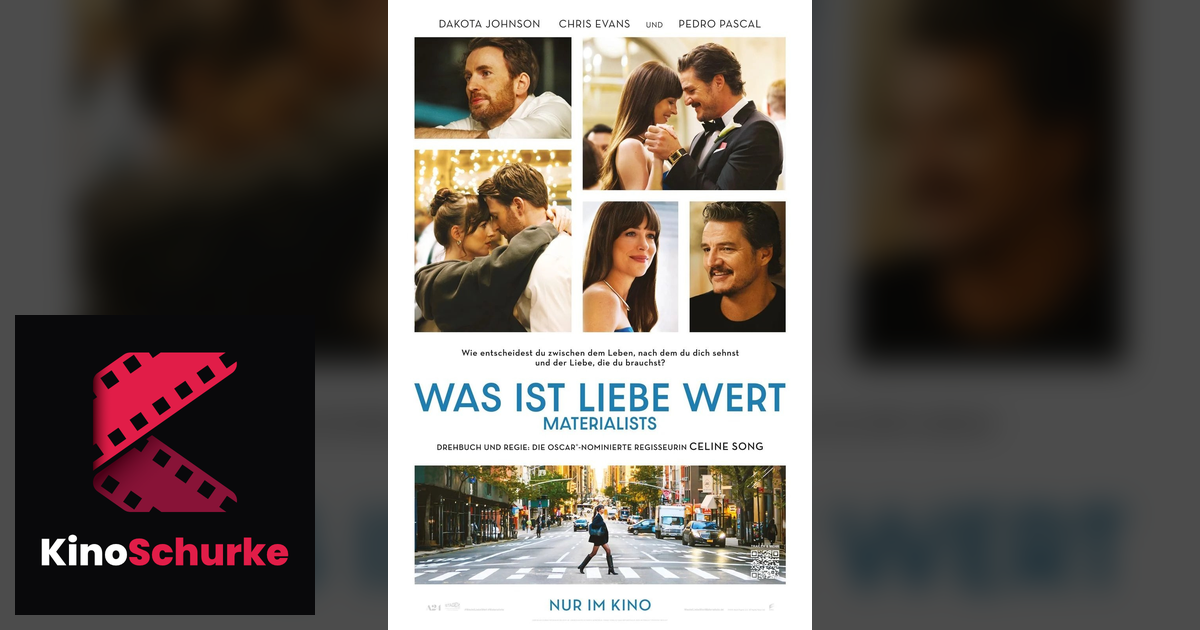 DAKOTA JOHNSON CHRIS EVANS UND PEDRO PASCAL
Wie entscheidest du zwischen dem Leben, nach dem du dich sehnst
und der Liebe, die du brauchst?
WAS IST LIEBE WERT
MATERIALISTS
DREHBUCH UND REGIE: DIE OSCAR®-NOMINIERTE REGISSEURIN CELINE SONG
A24
NUR IM KINO
KinoSchurke